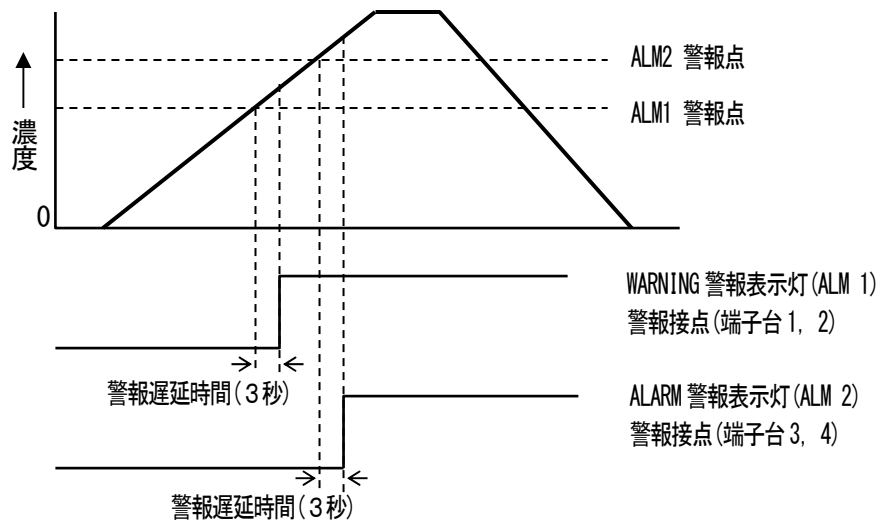 ALM2 警報点
ALM1 警報点
濃度
0
WARNING 警報表示灯(ALM 1)
警報接点(端子台1, 2)
警報遅延時間(3秒)
ALARM 警報表示灯(ALM 2)
警報接点(端子台3, 4)
警報遅延時間(3秒)